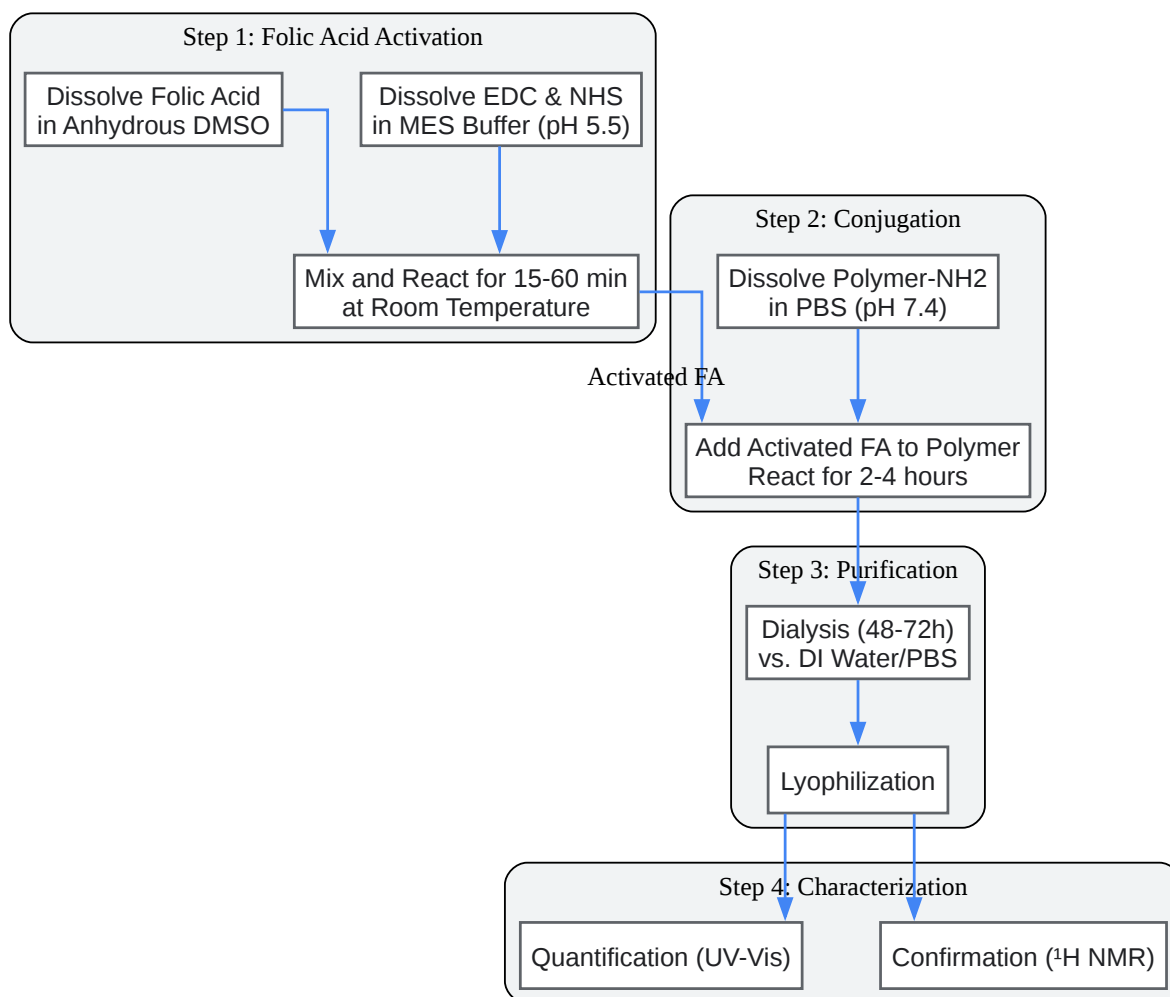 Step 1: Folic Acid Activation
Dissolve Folic Acid
in Anhydrous DMSO
Dissolve EDC & NHS
in MES Buffer (pH 5.5)
Mix and React for 15-60 min
at Room Temperature
Step 2: Conjugation
Dissolve Polymer-NH2
in PBS (pH 7.4)
Activated FA
Add Activated FA to Polymer
React for 2-4 hours
Step 3: Purification
Dialysis (48-72h)
vs. DI Water/PBS
Lyophilization
Step 4: Characterization
Quantification (UV-Vis)
Confirmation (¹H NMR)